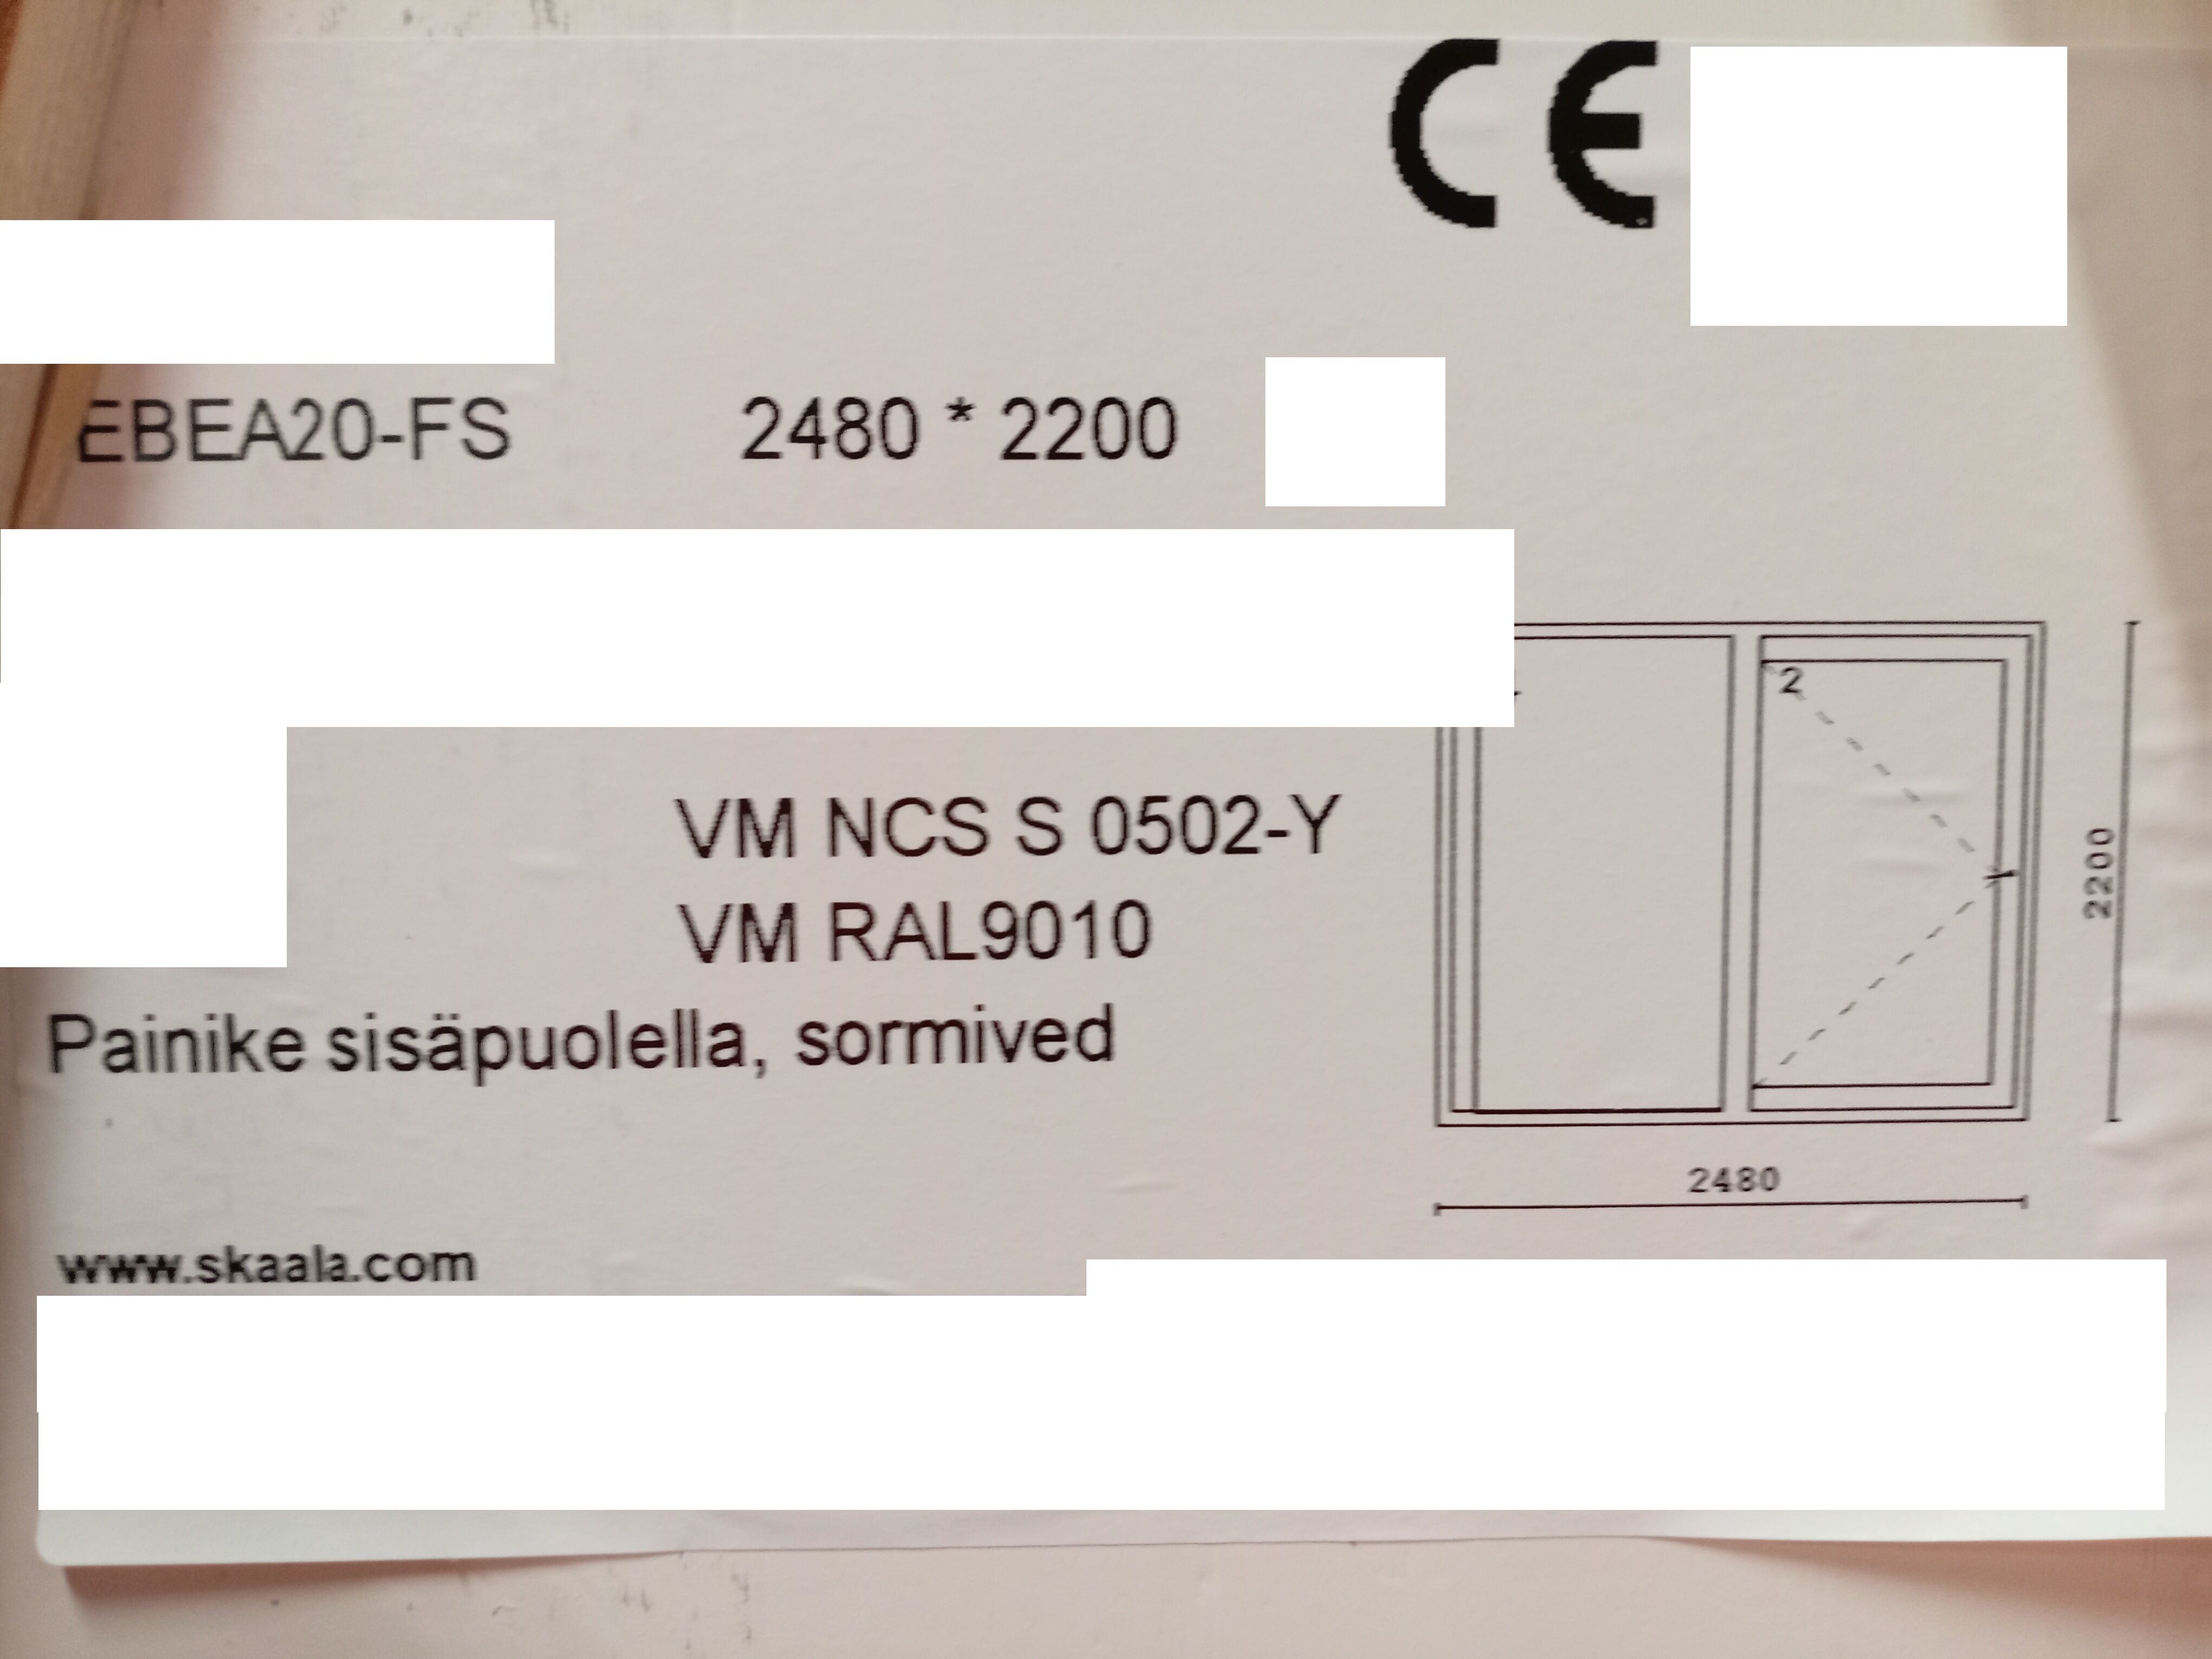 CE
EBEA20-FS 2480 * 2200
2
VM NCS S 0502-Y
VM RAL9010
2200
Painike sisäpuolella, sormived
2480
www.skaala.com